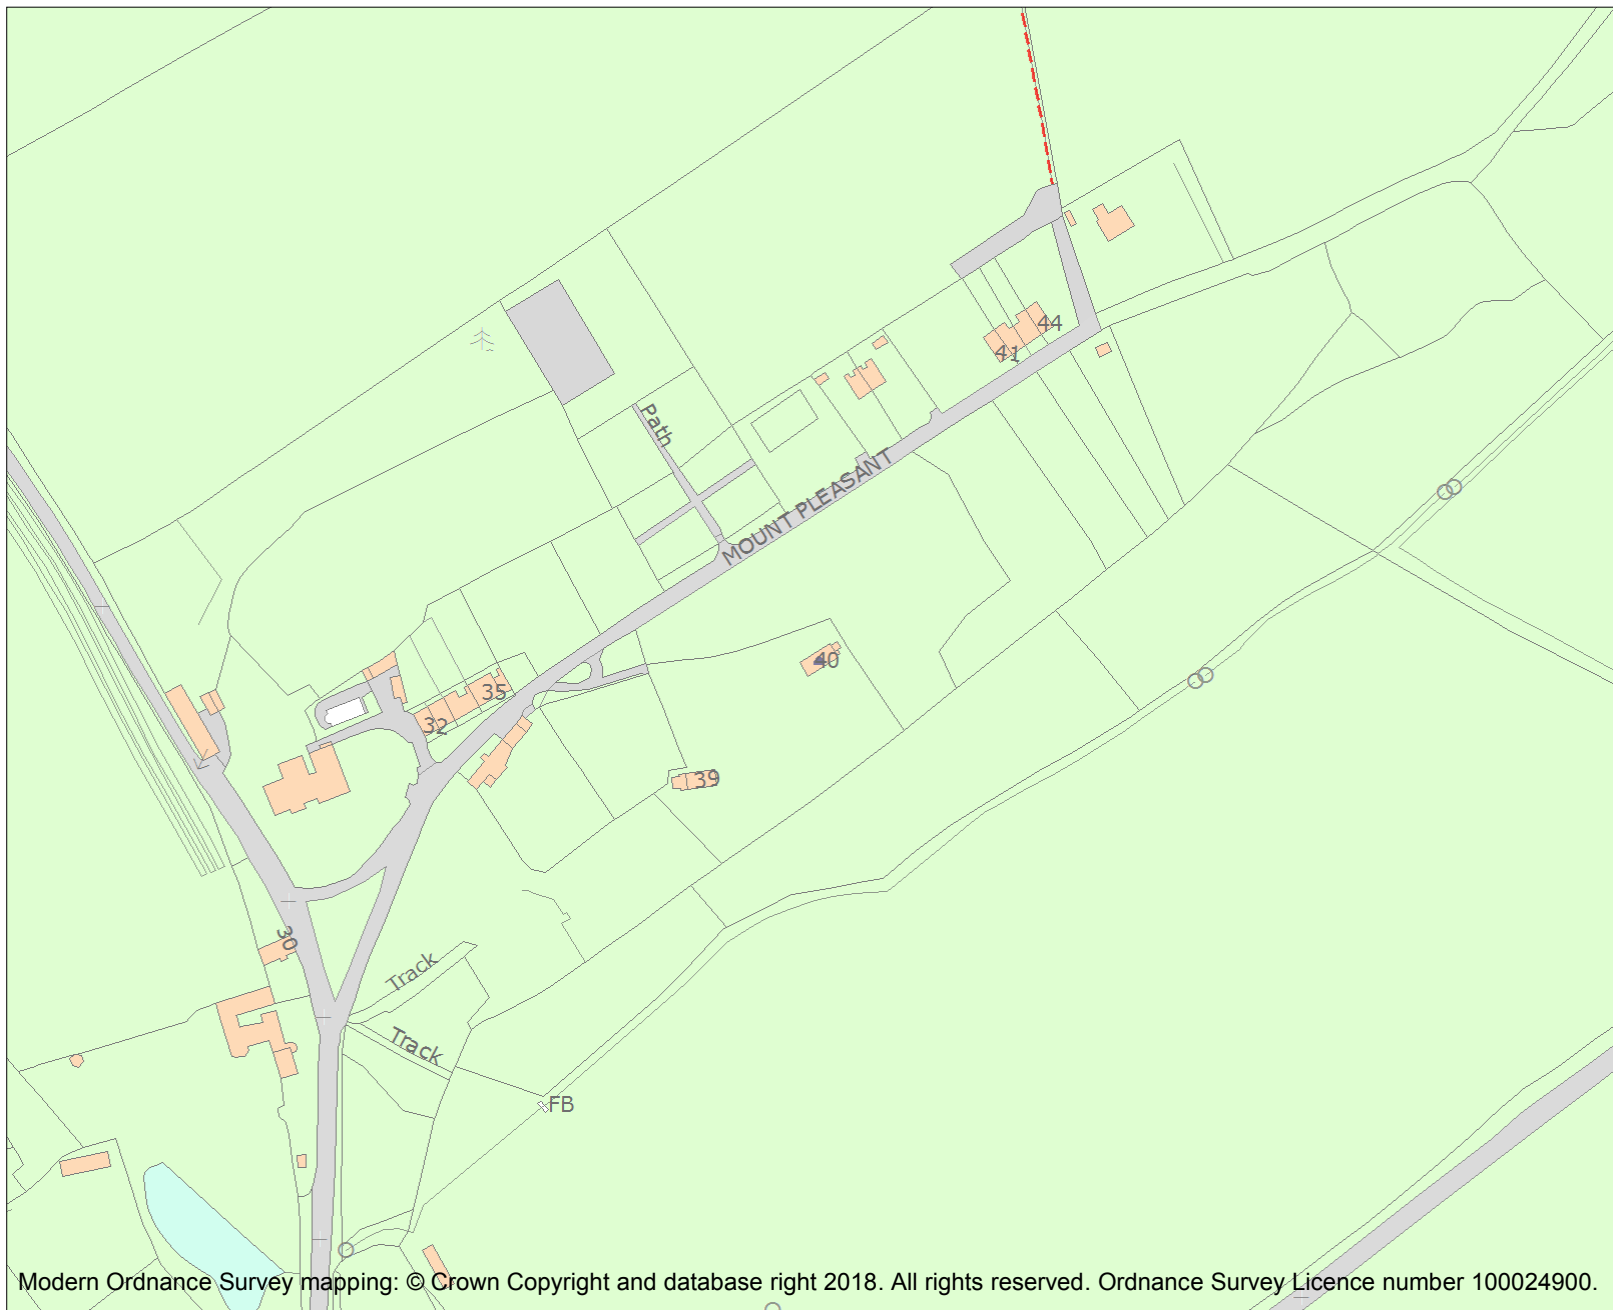 44
41
Path
MOUNT PLEASANT
40
35
32
39
30
Track
Track
FB
Modern Ordnance Survey mapping: © Crown Copyright and database right 2018. All rights reserved. Ordnance Survey Licence number 100024900.